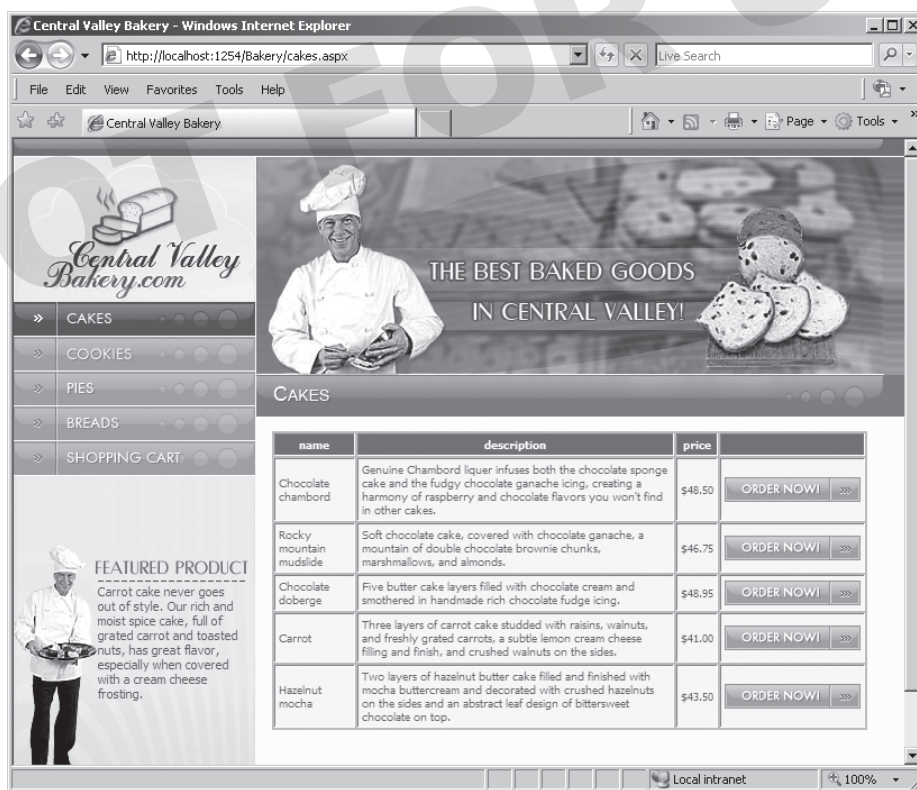 Central Valley Bakery - Windows Internet Explorer
http://localhost:1254/Bakery/cakes.aspx
Live Search
File Edit View Favorites Tools Help
Central Valley Bakery
Page Tools
Central Valley
Bakery.com
THE BEST BAKED GOODS
IN CENTRAL VALLEY!
CAKES
COOKIES
PIES
BREADS
SHOPPING CART
FEATURED PRODUCT
Carrot cake never goes
out of style. Our rich and
moist spice cake, full of
grated carrot and toasted
nuts, has great flavor,
especially when covered
with a cream cheese
frosting.
CAKES
name description price
Chocolate
chambord
Genuine Chambord liquer infuses both the chocolate sponge
cake and the fudgy chocolate ganache icing, creating a
harmony of raspberry and chocolate flavors you won't find
in other cakes.
$48.50
ORDER NOW!
Rocky
mountain
mudslide
Soft chocolate cake, covered with chocolate ganache, a
mountain of double chocolate brownie chunks,
marshmallows, and almonds.
$46.75
ORDER NOW!
Chocolate
doberge
Five butter cake layers filled with chocolate cream and
smothered in handmade rich chocolate fudge icing.
$48.95
ORDER NOW!
Carrot
Three layers of carrot cake studded with raisins, walnuts,
and freshly grated carrots, a subtle lemon cream cheese
filling and finish, and crushed walnuts on the sides.
$41.00
ORDER NOW!
Hazelnut
mocha
Two layers of hazelnut butter cake filled and finished with
mocha buttercream and decorated with crushed hazelnuts
on the sides and an abstract leaf design of bittersweet
chocolate on top.
$43.50
ORDER NOW!
Local intranet
100%